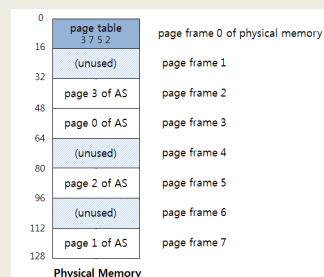 0
page table
3 7 5 2
page frame 0 of physical memory
16
(unused)
page frame 1
32
page 3 of AS
page frame 2
48
page 0 of AS
page frame 3
64
(unused)
page frame 4
80
page 2 of AS
page frame 5
96
(unused)
page frame 6
112
page 1 of AS
page frame 7
128
Physical Memory